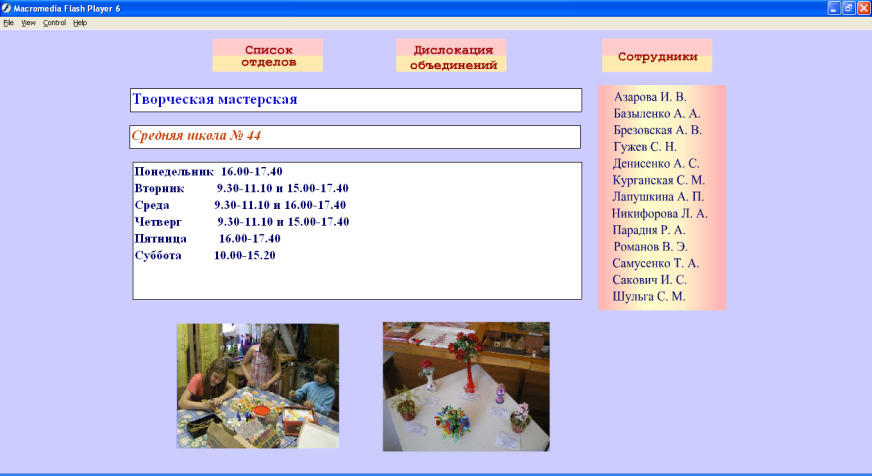 Macromedia Flash Player 6
File View Control Help
Список
отделов
Дислокация
объединений
Сотрудники
Творческая мастерская
Средняя школа № 44
Понедельник 16.00-17.40
Вторник 9.30-11.10 и 15.00-17.40
Среда 9.30-11.10 и 16.00-17.40
Четверг 9.30-11.10 и 15.00-17.40
Пятница 16.00-17.40
Суббота 10.00-15.20
Азарова И. В.
Базыленко А. А.
Брезовская А. В.
Гужев С. Н.
Денисенко А. С.
Курганская С. М.
Лапушкина А. П.
Никифорова Л. А.
Парадня Р. А.
Романов В. Э.
Самусенко Т. А.
Сакович И. С.
Шульга С. М.